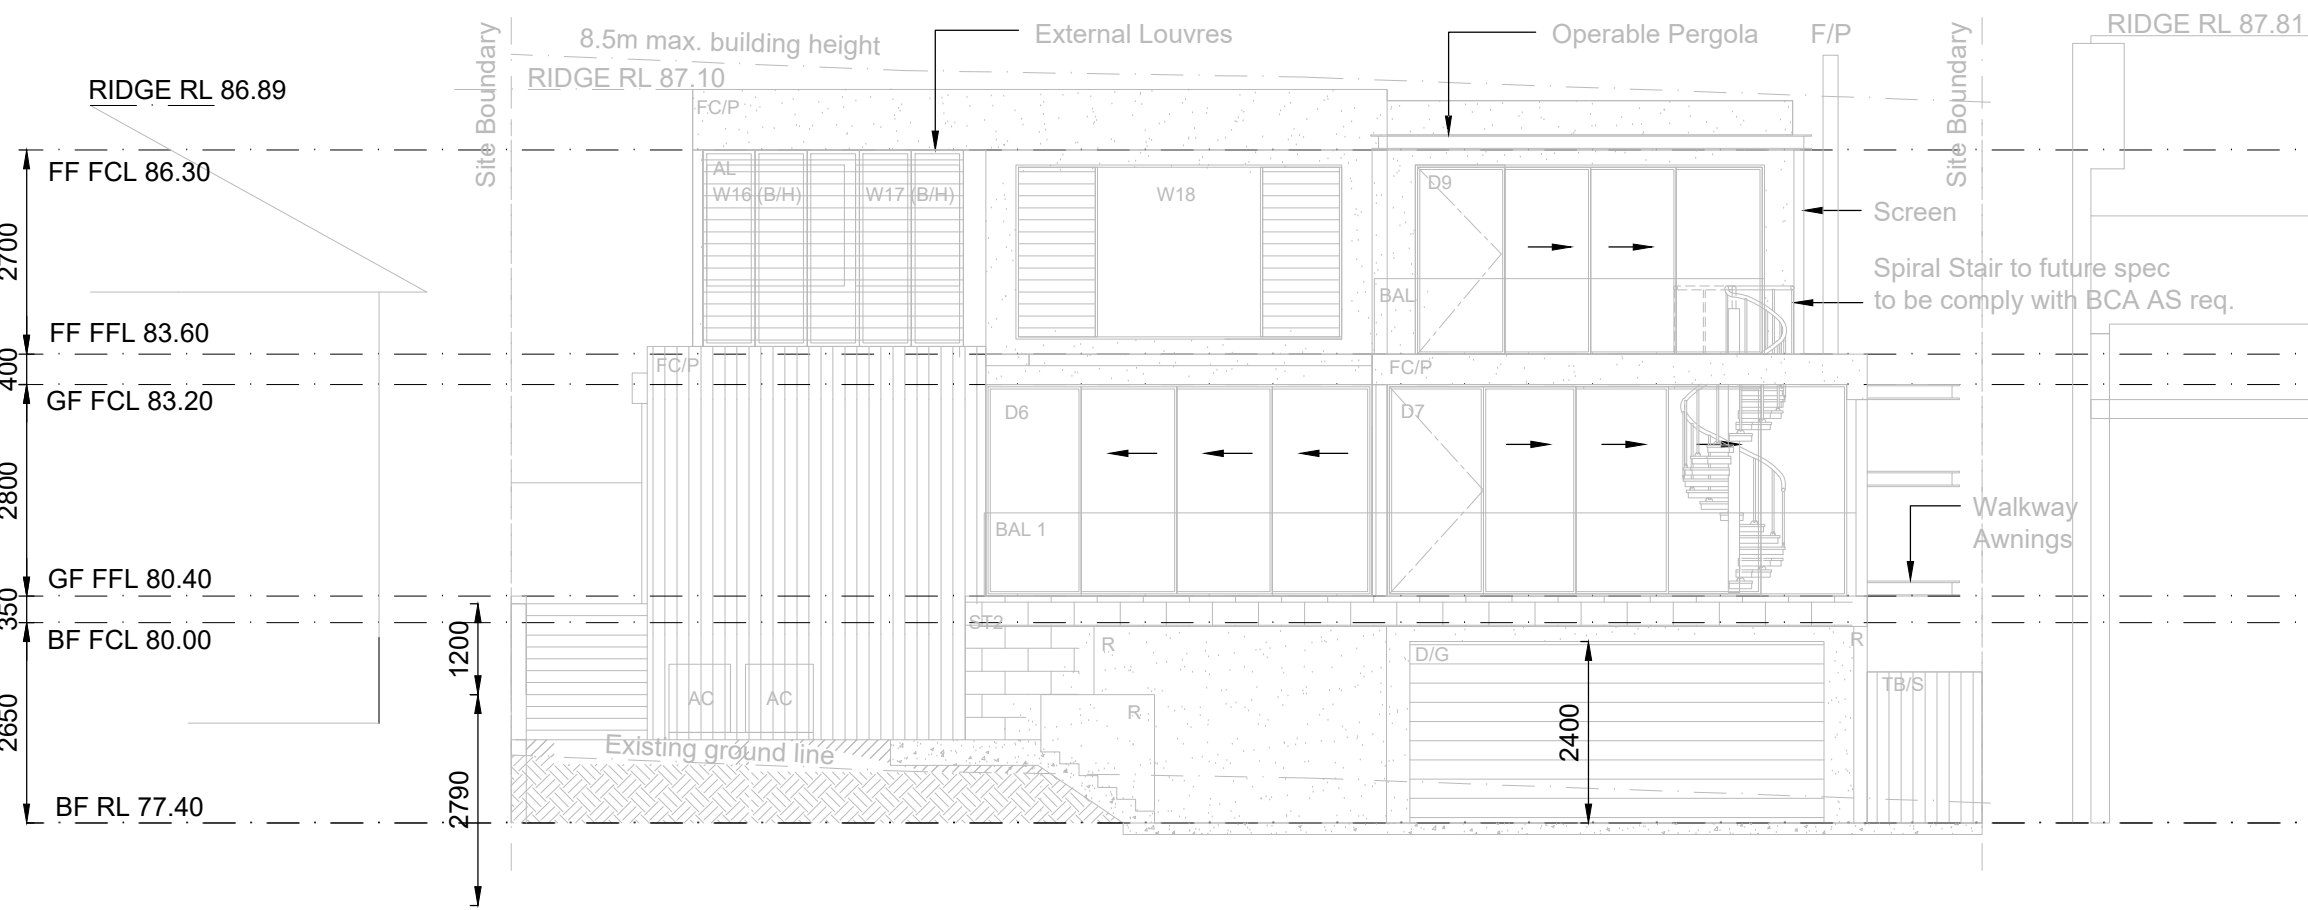 RIDGE RL 87.81
8.5m max. building height
External Louvres
Operable Pergola
F/P
Site Boundary
Site Boundary
RIDGE RL 87.10
RIDGE RL 86.89
FC/P
FF FCL 86.30
AL
W16 (B/H)
W17 (B/H)
W18
D9
Screen
2700
Spiral Stair to future spec
to be comply with BCA AS req.
BAL
FF FFL 83.60
400
FC/P
FC/P
GF FCL 83.20
D6
D7
2800
BAL 1
Walkway
Awnings
GF FFL 80.40
350
ST2
BF FCL 80.00
1200
R
R
D/G
AC
AC
R
TB/S
2650
2400
Existing ground line
2790
BF RL 77.40